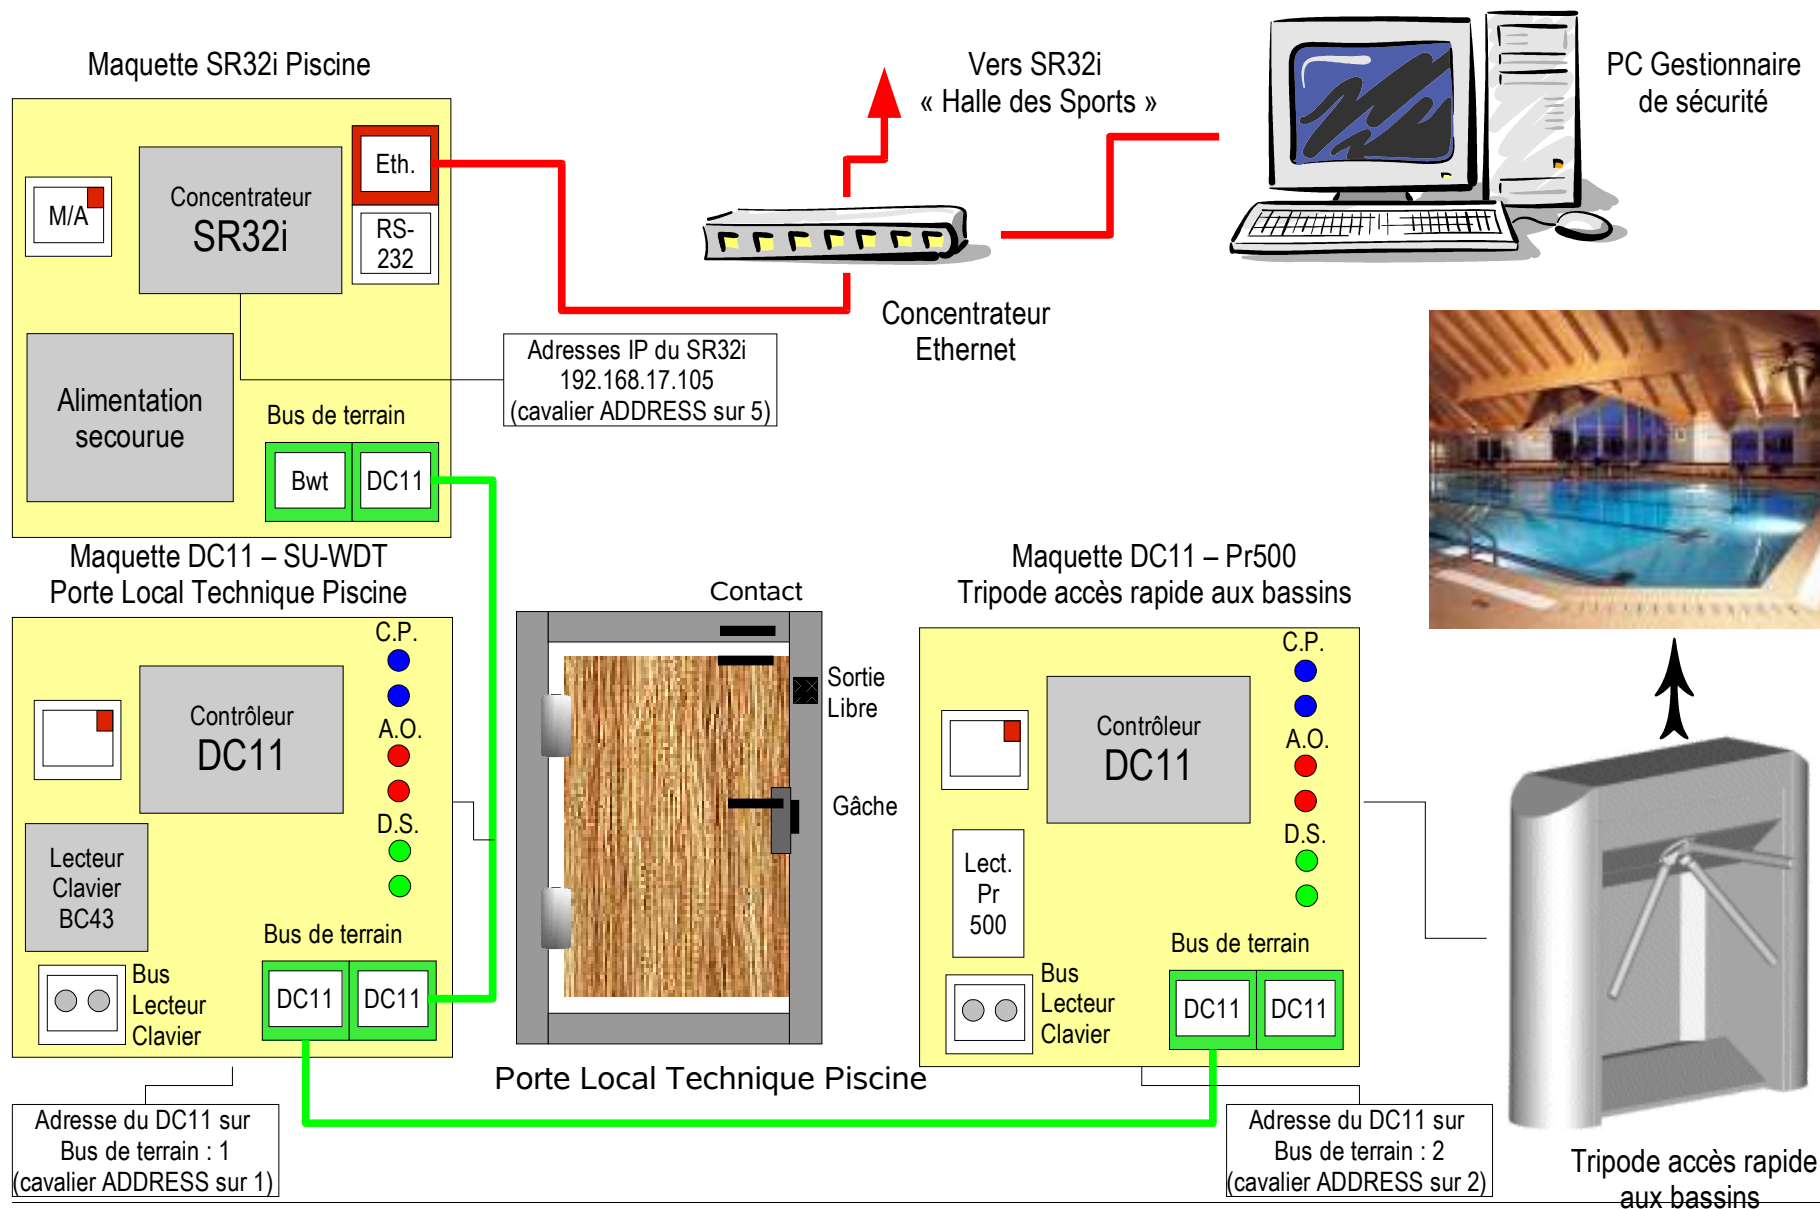 Maquette SR32i Piscine
Vers SR32i
« Halle des Sports »
PC Gestionnaire
de sécurité
M/A
Concentrateur
SR32i
Eth.
RS-
232
Concentrateur
Ethernet
Adresses IP du SR32i
192.168.17.105
(cavalier ADDRESS sur 5)
Alimentation
secourue
Bus de terrain
Bwt
DC11
Maquette DC11 – SU-WDT
Porte Local Technique Piscine
C.P.
Contrôleur
DC11
A.O.
D.S.
Lecteur
Clavier
BC43
Bus de terrain
Bus
Lecteur
Clavier
DC11
DC11
Adresse du DC11 sur
Bus de terrain : 1
(cavalier ADDRESS sur 1)
Contact
Sortie
Libre
Gâche
Porte Local Technique Piscine
Maquette DC11 – Pr500
Tripode accès rapide aux bassins
C.P.
Contrôleur
DC11
A.O.
D.S.
Lect.
Pr
500
Bus de terrain
Bus
Lecteur
Clavier
DC11
DC11
Adresse du DC11 sur
Bus de terrain : 2
(cavalier ADDRESS sur 2)
Tripode accès rapide
aux bassins